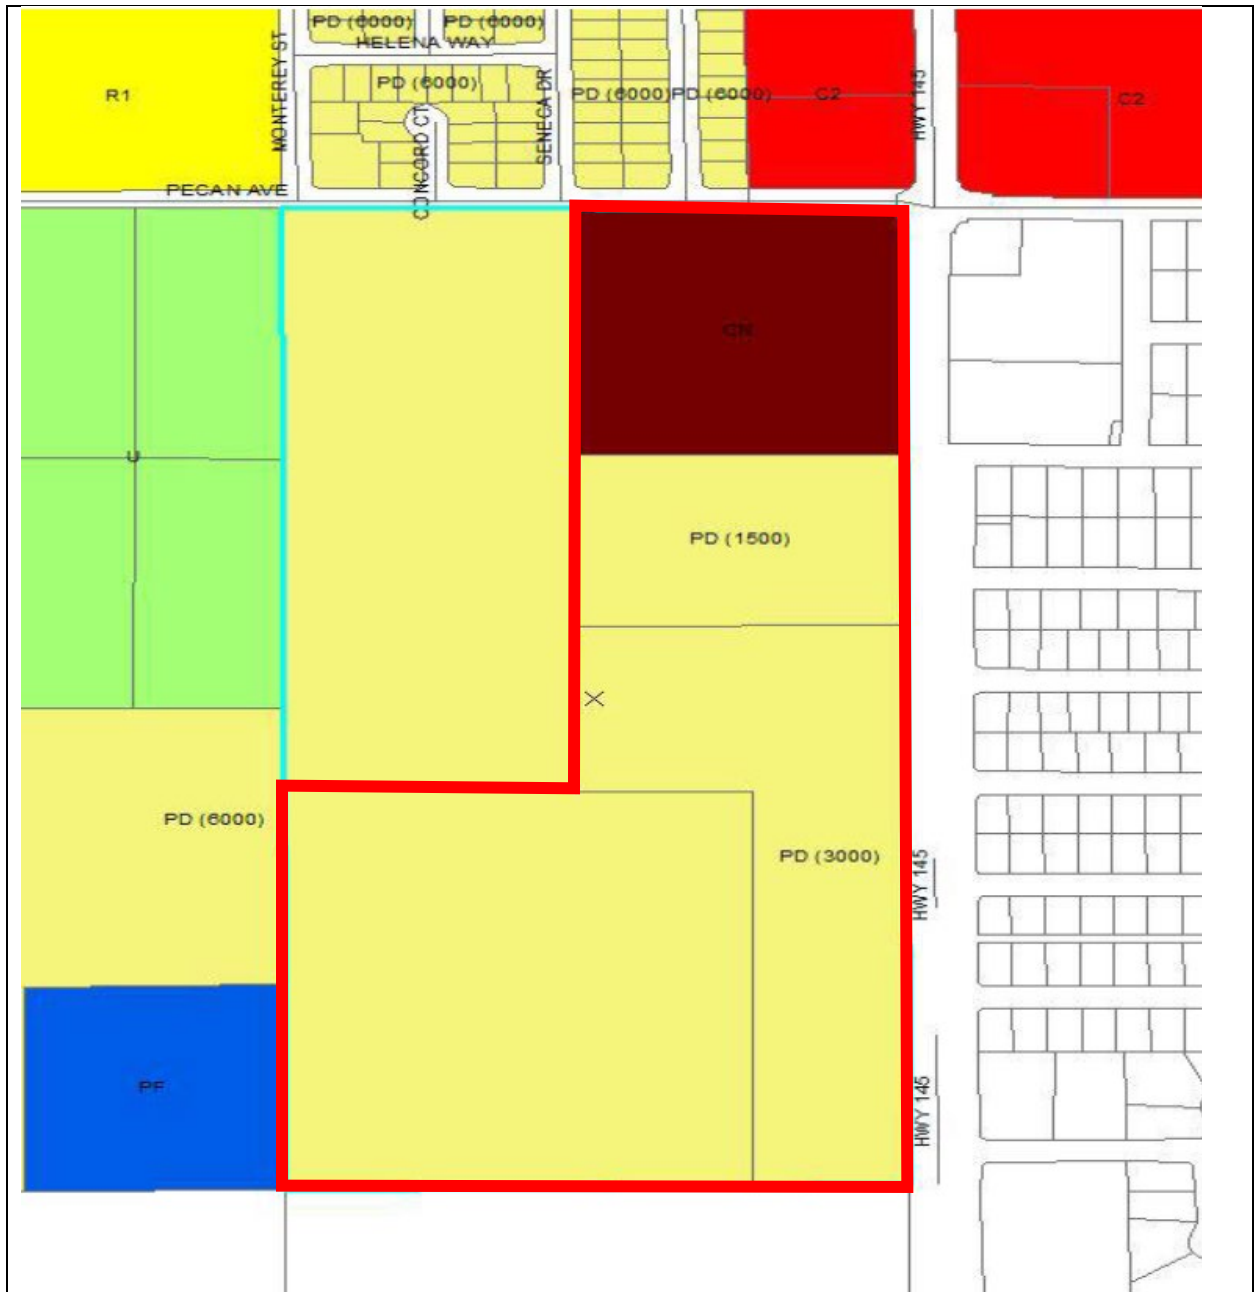 PD (6000) PD (6000)
HELENA WAY
MONTEREY ST
R1
PD (6000)
CONCORD CT
SENECA DR
PD (6000)
PD (6000)
C2
HWY 145
C2
PECAN AVE
CN
U
PD (1500)
PD (6000)
PD (3000)
HWY 145
PF
HWY 145